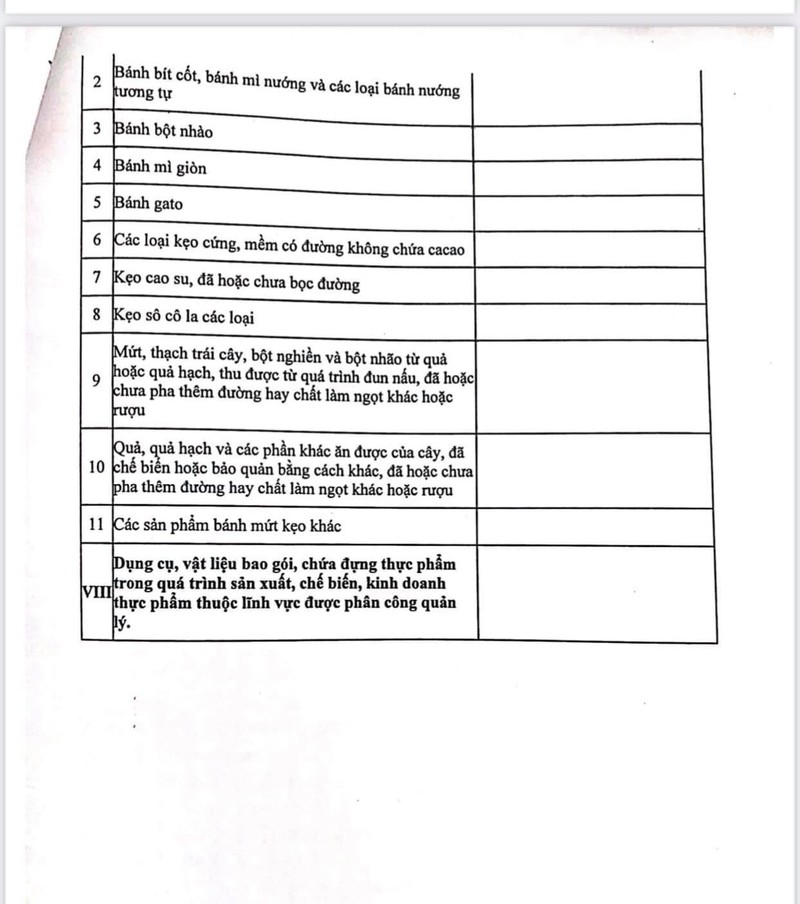 2 Bánh bít cốt, bánh mì nướng và các loại bánh nướng
tương tự
3 Bánh bột nhào
4 Bánh mì giòn
5 Bánh gato
6 Các loại kẹo cứng, mềm có đường không chứa cacao
7 Kẹo cao su, đã hoặc chưa bọc đường
8 Kẹo sô cô la các loại
9 Mứt, thạch trái cây, bột nghiền và bột nhão từ quả
hoặc quả hạch, thu được từ quá trình đun nấu, đã hoặc
chưa pha thêm đường hay chất làm ngọt khác hoặc
rượu
10 Quả, quả hạch và các phần khác ăn được của cây, đã
chế biến hoặc bảo quản bằng cách khác, đã hoặc chưa
pha thêm đường hay chất làm ngọt khác hoặc rượu
11 Các sản phẩm bánh mứt kẹo khác
VIII Dụng cụ, vật liệu bao gói, chứa đựng thực phẩm
trong quá trình sản xuất, chế biến, kinh doanh
thực phẩm thuộc lĩnh vực được phân công quản
lý.